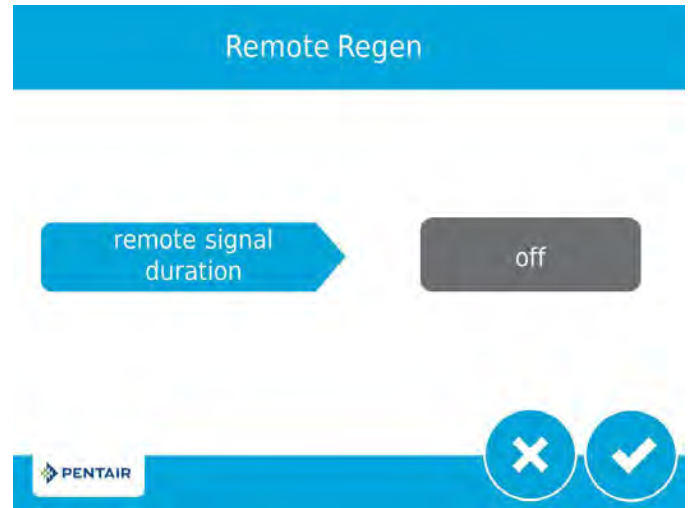 Remote Regen
remote signal
duration
off
PENTAIR